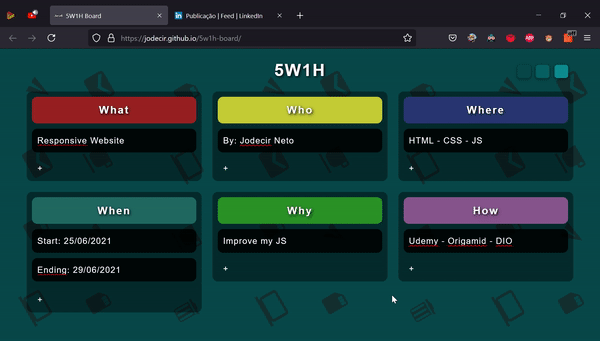 5W1H Board
Publicação | Feed | LinkedIn
https://jodecir.github.io/5w1h-board/
5W1H
What
Who
Where
Responsive Website
By: Jodecir Neto
HTML - CSS - JS
+
+
+
When
Why
How
Start: 25/06/2021
Improve my JS
Udemy - Origamid - DIO
Ending: 29/06/2021
+
+
+